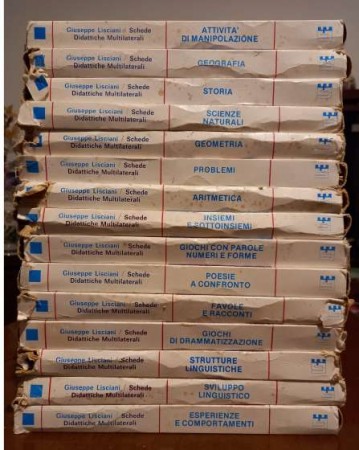 Giuseppe Lisciani / Schede
Didattiche Multilaterali
ATTIVITA'
DI MANIPOLAZIONE
Giuseppe Lisciani / Schede
Didattiche Multilaterali
GEOGRAFIA
Giuseppe Lisciani / Schede
Didattiche Multilaterali
STORIA
Giuseppe Lisciani / Schede
Didattiche Multilaterali
SCIENZE
NATURALI
Giuseppe Lisciani / Schede
Didattiche Multilaterali
GEOMETRIA
Giuseppe Lisciani / Schede
Didattiche Multilaterali
PROBLEMI
Giuseppe Lisciani / Schede
Didattiche Multilaterali
ARITMETICA
Giuseppe Lisciani / Schede
Didattiche Multilaterali
INSIEMI
E SOTTOINSIEMI
Giuseppe Lisciani / Schede
Didattiche Multilaterali
GIOCHI CON PAROLE
NUMERI E FORME
Giuseppe Lisciani / Schede
Didattiche Multilaterali
POESIE
A CONFRONTO
Giuseppe Lisciani / Schede
Didattiche Multilaterali
FAVOLE
E RACCONTI
Giuseppe Lisciani / Schede
Didattiche Multilaterali
GIOCHI
DI DRAMMATIZZAZIONE
Giuseppe Lisciani / Schede
Didattiche Multilaterali
STRUTTURE
LINGUISTICHE
Giuseppe Lisciani / Schede
Didattiche Multilaterali
SVILUPPO
LINGUISTICO
Giuseppe Lisciani / Schede
Didattiche Multilaterali
ESPERIENZE
E COMPORTAMENTI